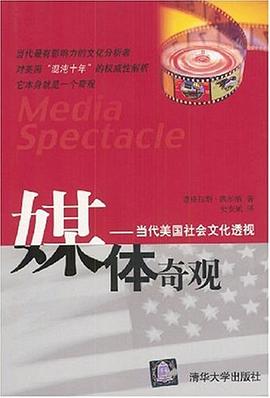 当代最有影响力的文化分析者
对美国“混沌十年”的权威性解析
它本身就是一个奇观
Media
Spectacle
道格拉斯·凯尔纳 著
史安斌 译
——当代美国社会文化透视
媒体奇观
清华大学出版社